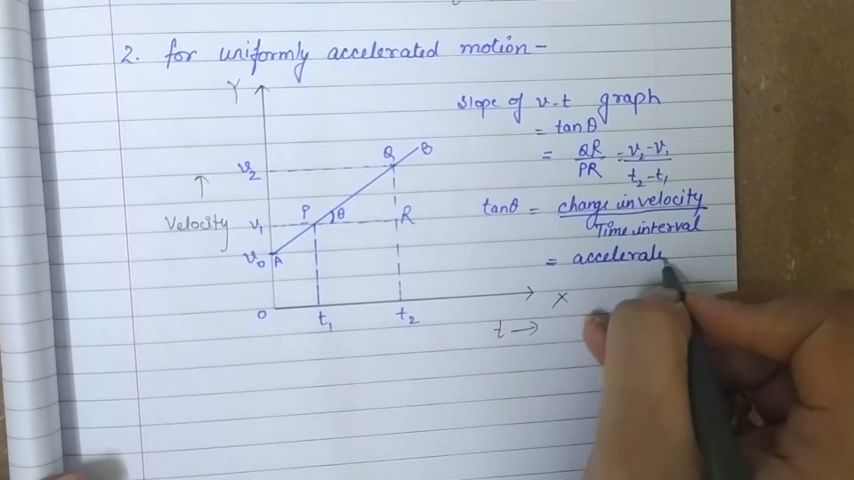 2. for uniformly accelerated motion-
Y
slope of v-t graph
= tanθ
= QR/PR = v₂-v₁/t₂-t₁
tanθ = change in velocity/Time interval
= accelerate
v₂
Q B
↑
Velocity
v₁
P θ R
v₀ A
O t₁ t₂ X
t →